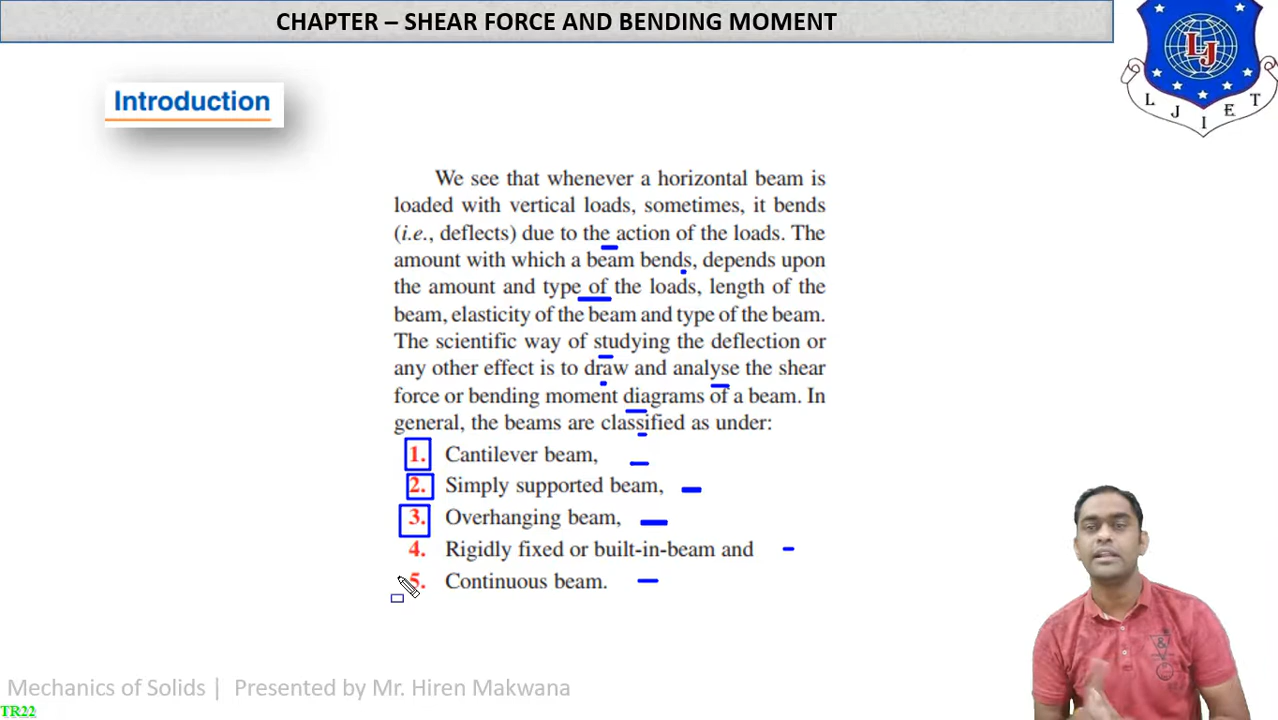 CHAPTER – SHEAR FORCE AND BENDING MOMENT
LJ
L J I E T
Introduction
We see that whenever a horizontal beam is
loaded with vertical loads, sometimes, it bends
(i.e., deflects) due to the action of the loads. The
amount with which a beam bends, depends upon
the amount and type of the loads, length of the
beam, elasticity of the beam and type of the beam.
The scientific way of studying the deflection or
any other effect is to draw and analyse the shear
force or bending moment diagrams of a beam. In
general, the beams are classified as under:
1. Cantilever beam,
2. Simply supported beam,
3. Overhanging beam,
4. Rigidly fixed or built-in-beam and
5. Continuous beam.
Mechanics of Solids | Presented by Mr. Hiren Makwana
TR22